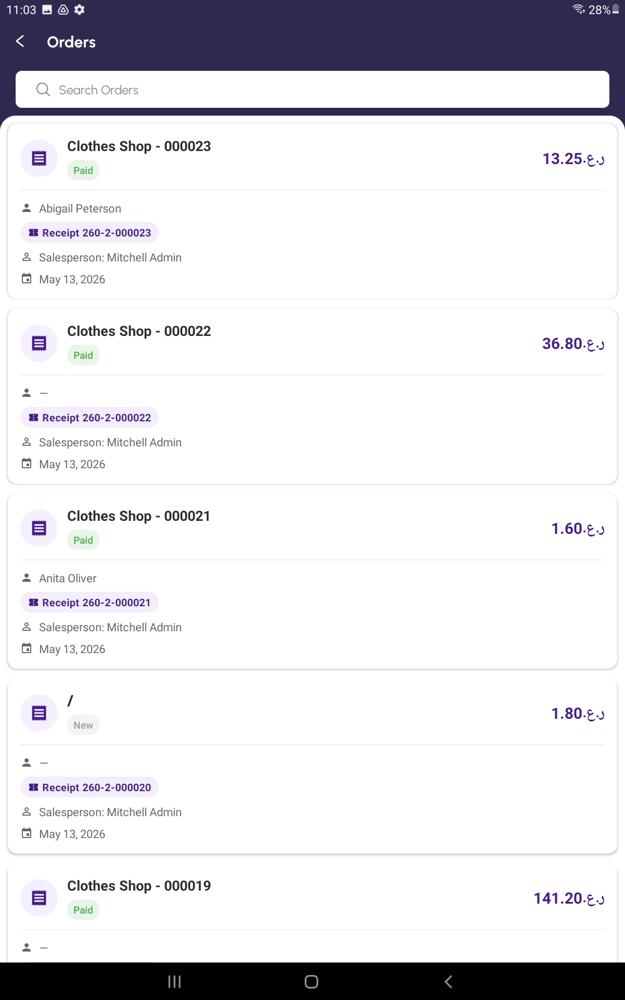 11:03 28%
Orders
Search Orders
Clothes Shop - 000023
Paid
13.25ر.ع.
Abigail Peterson
Receipt 260-2-000023
Salesperson: Mitchell Admin
May 13, 2026
Clothes Shop - 000022
Paid
36.80ر.ع.
—
Receipt 260-2-000022
Salesperson: Mitchell Admin
May 13, 2026
Clothes Shop - 000021
Paid
1.60ر.ع.
Anita Oliver
Receipt 260-2-000021
Salesperson: Mitchell Admin
May 13, 2026
/
New
1.80ر.ع.
—
Receipt 260-2-000020
Salesperson: Mitchell Admin
May 13, 2026
Clothes Shop - 000019
Paid
141.20ر.ع.
—